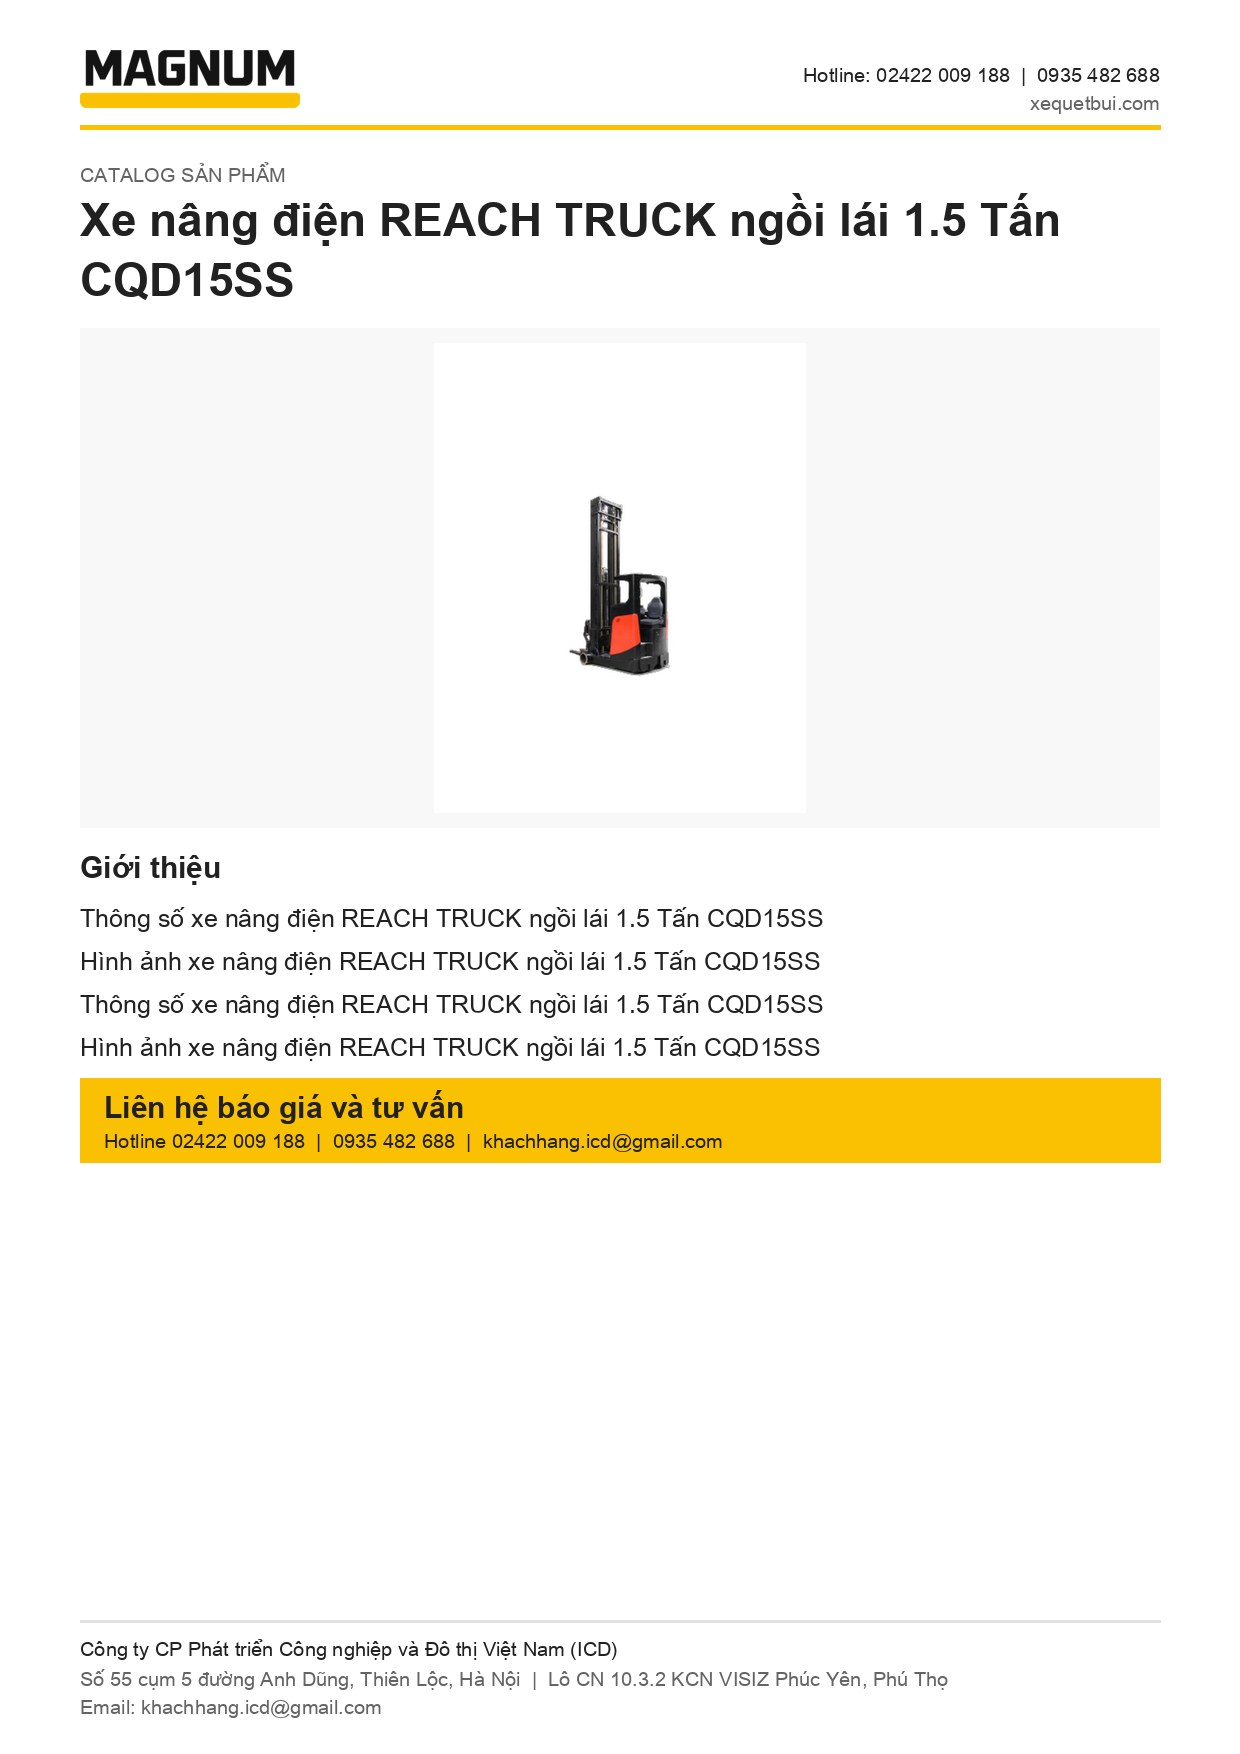 MAGNUM
Hotline: 02422 009 188 | 0935 482 688
xequetbui.com
CATALOG SẢN PHẨM
Xe nâng điện REACH TRUCK ngồi lái 1.5 Tấn
CQD15SS
Giới thiệu
Thông số xe nâng điện REACH TRUCK ngồi lái 1.5 Tấn CQD15SS
Hình ảnh xe nâng điện REACH TRUCK ngồi lái 1.5 Tấn CQD15SS
Thông số xe nâng điện REACH TRUCK ngồi lái 1.5 Tấn CQD15SS
Hình ảnh xe nâng điện REACH TRUCK ngồi lái 1.5 Tấn CQD15SS
Liên hệ báo giá và tư vấn
Hotline 02422 009 188 | 0935 482 688 | khachhang.icd@gmail.com
Công ty CP Phát triển Công nghiệp và Đô thị Việt Nam (ICD)
Số 55 cụm 5 đường Anh Dũng, Thiên Lộc, Hà Nội | Lô CN 10.3.2 KCN VISIZ Phúc Yên, Phú Thọ
Email: khachhang.icd@gmail.com